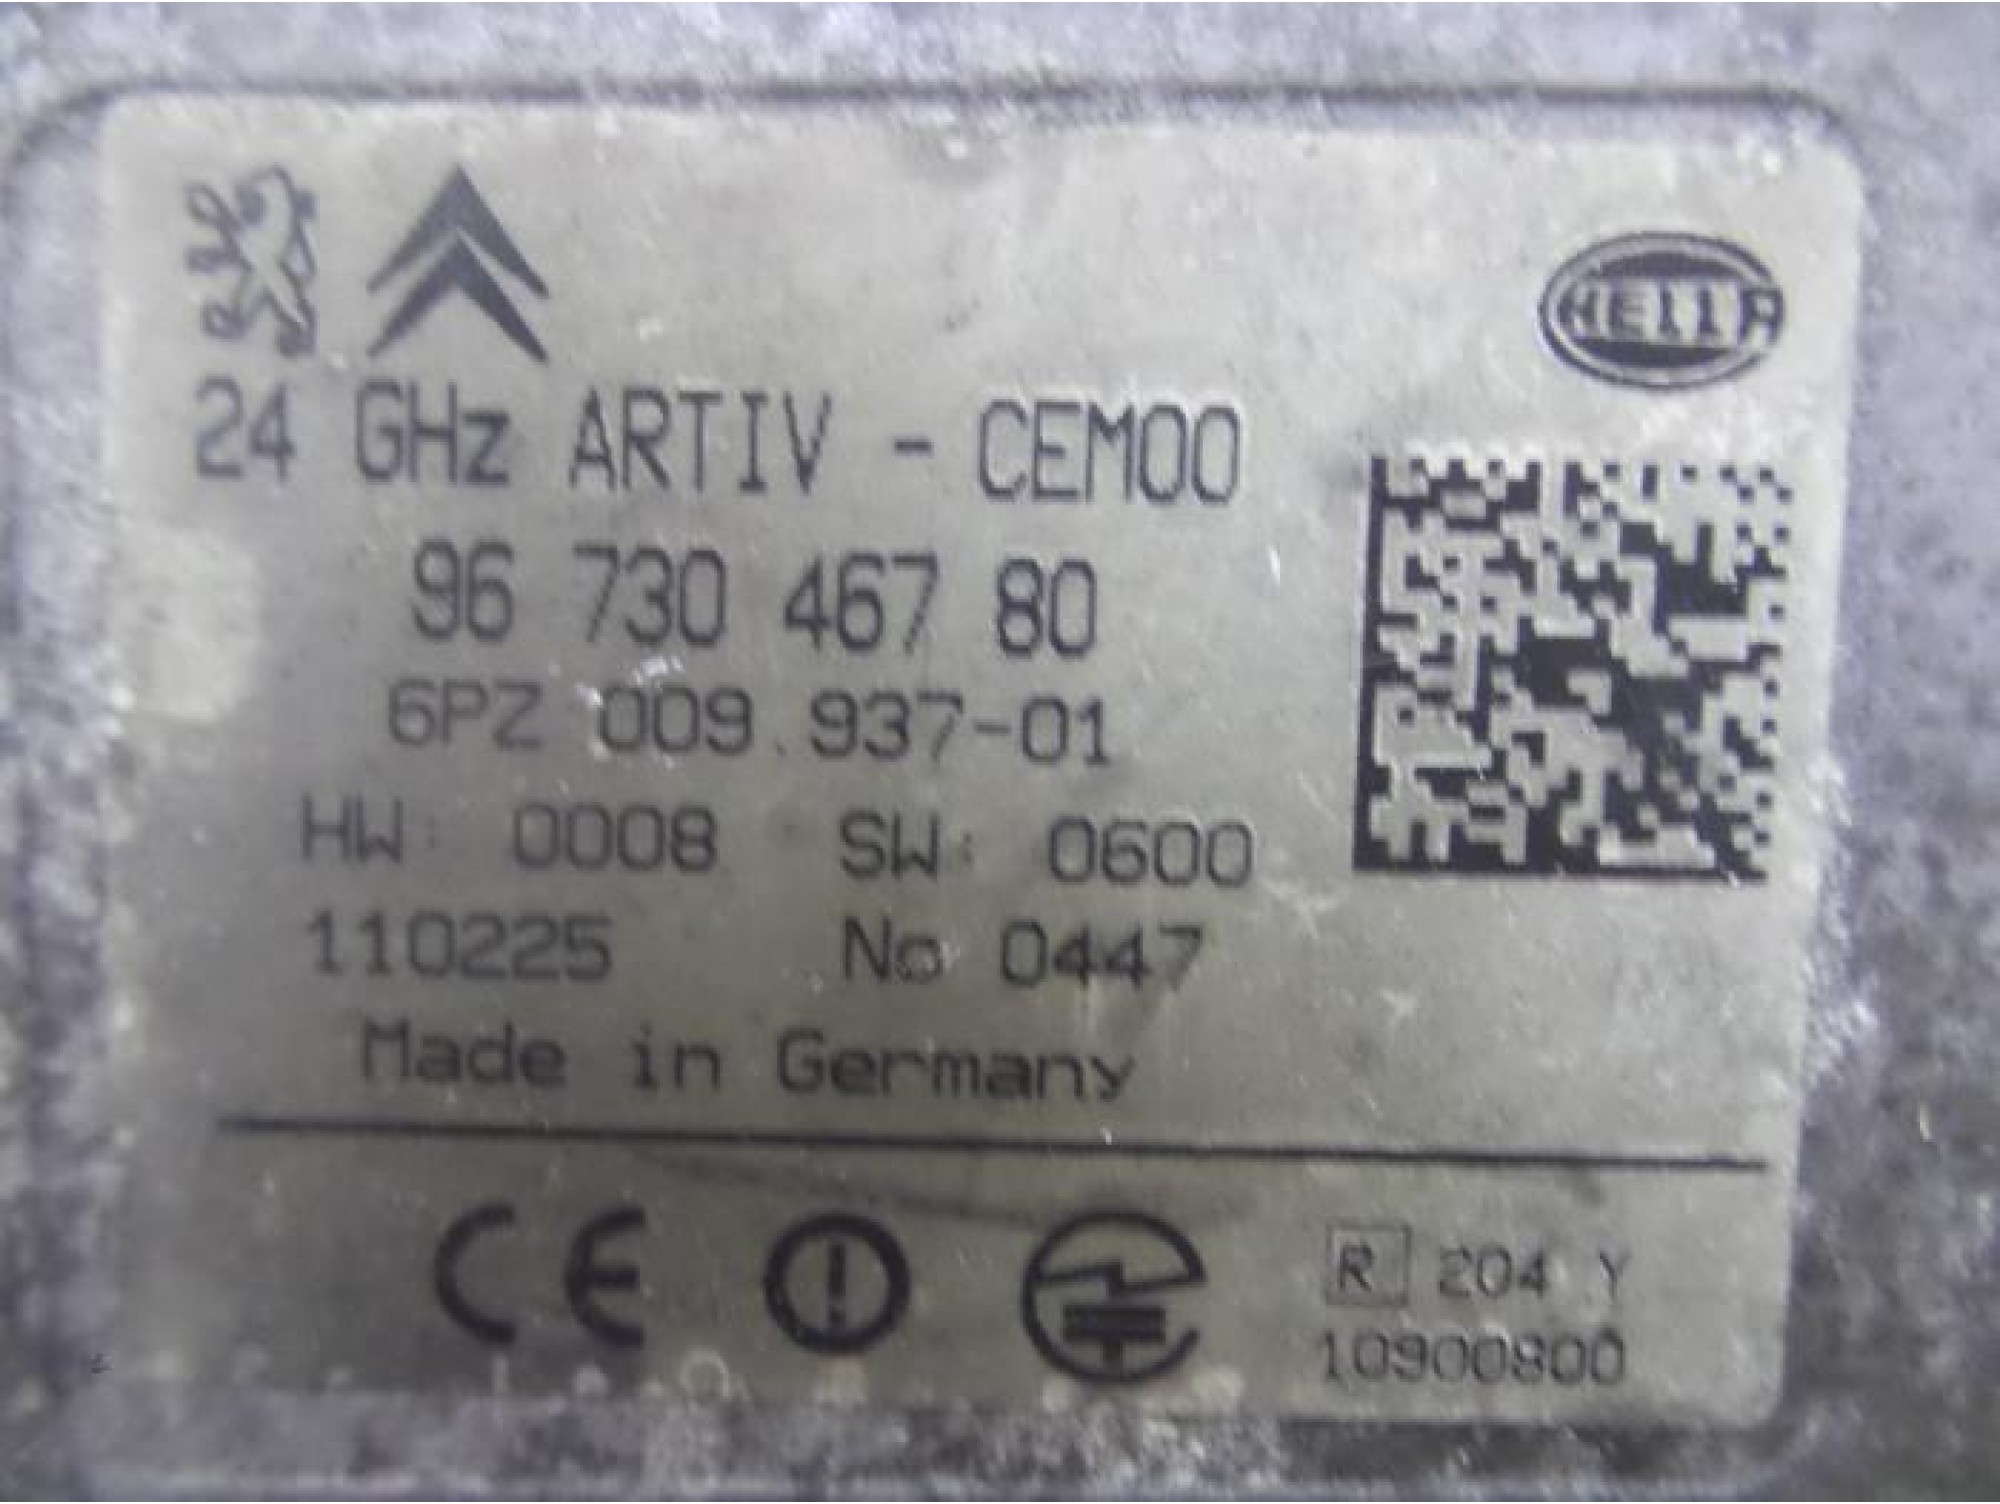 HELLA
24 GHz ARTIV - CEM00
96 730 467 80
6PZ 009.937-01
HW: 0008 SW: 0600
110225 No 0447
Made in Germany
CE
R 204 Y
10900800